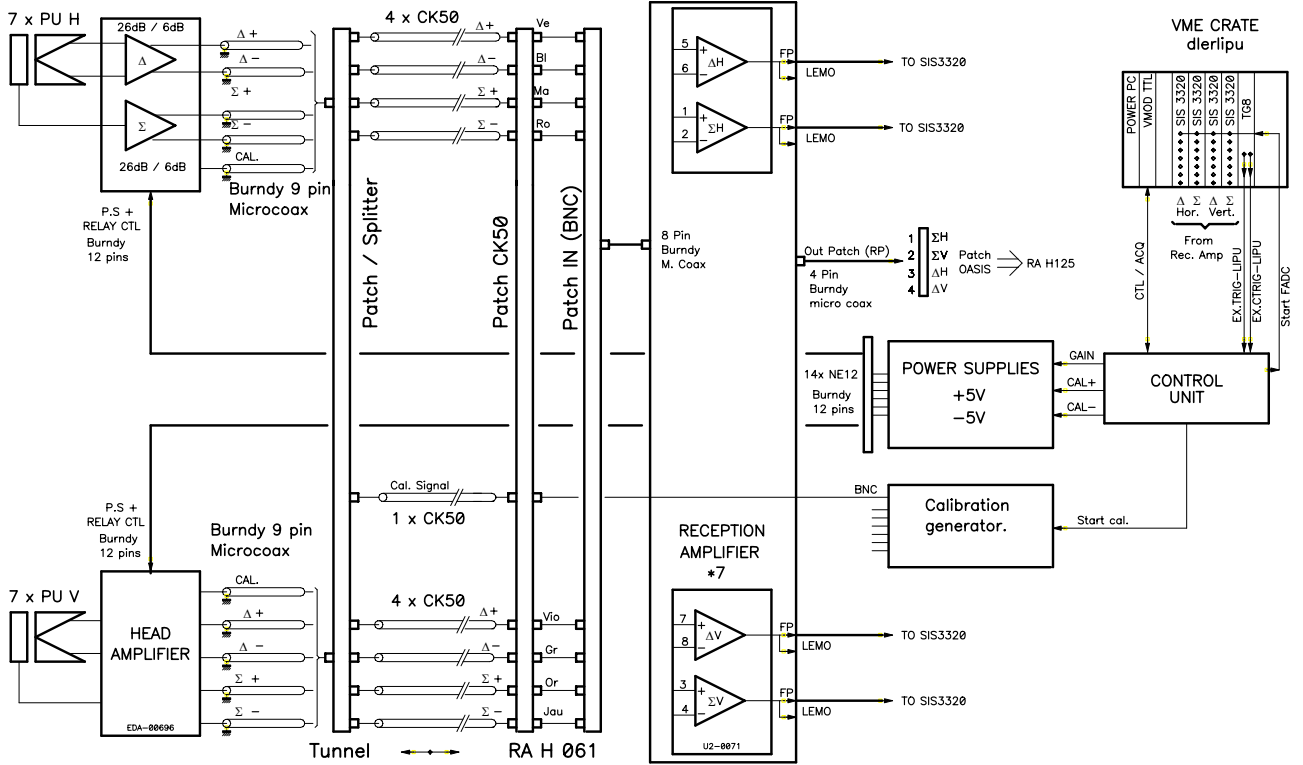 7 x PU H
26dB / 6dB
Δ
Σ
26dB / 6dB
Δ +
Δ −
Σ +
Σ −
CAL.
Burndy 9 pin
Microcoax
P.S +
RELAY CTL
Burndy
12 pins
4 x CK50
Δ+
Δ−
Σ +
Σ −
Patch / Splitter
Patch CK50
Patch IN (BNC)
Ve
Bl
Ma
Ro
5
6
ΔH
1
2
ΣH
FP
LEMO
TO SIS3320
FP
LEMO
TO SIS3320
8 Pin
Burndy
M. Coax
Out Patch (RP)
4 Pin
Burndy
micro coax
1 ΣH
2 ΣV
3 ΔH
4 ΔV
Patch
OASIS
RA H125
VME CRATE
dlerlipu
POWER PC
VMOD TTL
SIS 3320
SIS 3320
SIS 3320
SIS 3320
TG8
Δ Σ Δ Σ
Hor. Vert.
From
Rec. Amp
CTL / ACQ
EX.TRIG−LIPU
EX.CTRIG−LIPU
Start FADC
14x NE12
Burndy
12 pins
POWER SUPPLIES
+5V
−5V
GAIN
CAL+
CAL−
CONTROL
UNIT
P.S +
RELAY CTL
Burndy
12 pins
Burndy 9 pin
Microcoax
Cal. Signal
1 x CK50
BNC
Calibration
generator.
Start cal.
RECEPTION
AMPLIFIER
*7
7 x PU V
HEAD
AMPLIFIER
EDA−00696
CAL.
Δ +
Δ −
Σ +
Σ −
4 x CK50
Δ+
Δ−
Σ +
Σ −
Vio
Gr
Or
Jau
7
8
ΔV
3
4
ΣV
U2−0071
FP
LEMO
TO SIS3320
FP
LEMO
TO SIS3320
Tunnel
RA H 061